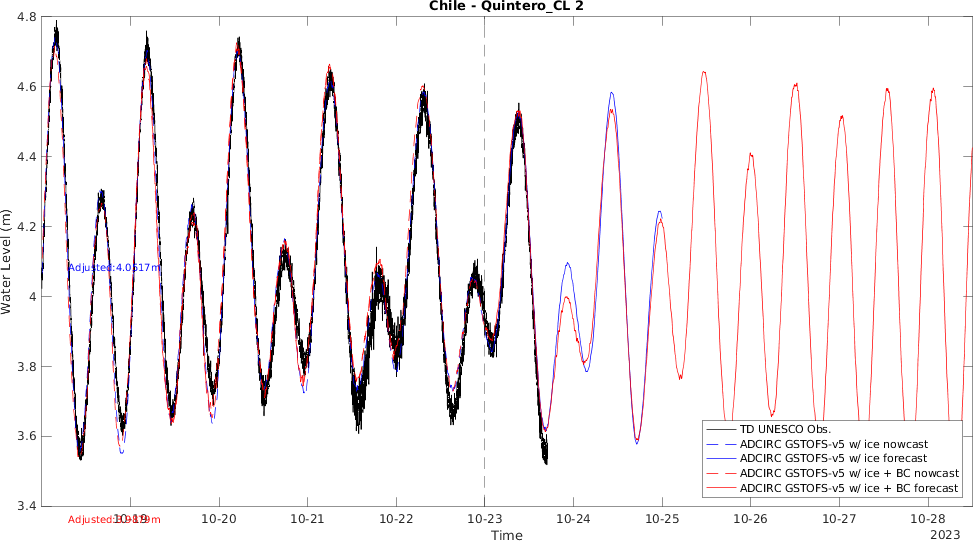 Chile - Quintero_CL 2
4.8
4.6
4.4
4.2
4
3.8
3.6
3.4
Water Level (m)
Adjusted:4.0517m
TD UNESCO Obs.
ADCIRC GSTOFS-v5 w/ ice nowcast
ADCIRC GSTOFS-v5 w/ ice forecast
ADCIRC GSTOFS-v5 w/ ice + BC nowcast
ADCIRC GSTOFS-v5 w/ ice + BC forecast
10-19 10-20 10-21 10-22 10-23 10-24 10-25 10-26 10-27 10-28
2023
Time